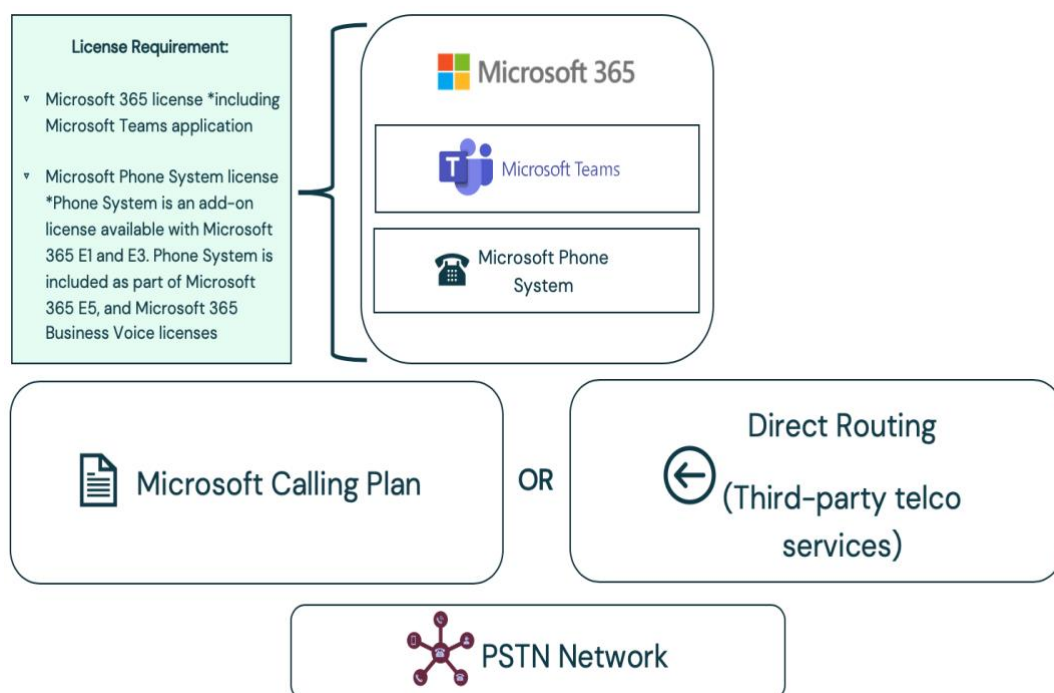 License Requirement:
Microsoft 365 license *including
Microsoft Teams application
Microsoft Phone System license
*Phone System is an add-on
license available with Microsoft
365 E1 and E3. Phone System is
included as part of Microsoft
365 E5, and Microsoft 365
Business Voice licenses
Microsoft 365
T
Microsoft Teams
Microsoft Phone
System
Microsoft Calling Plan
OR
Direct Routing
(Third-party telco
services)
PSTN Network